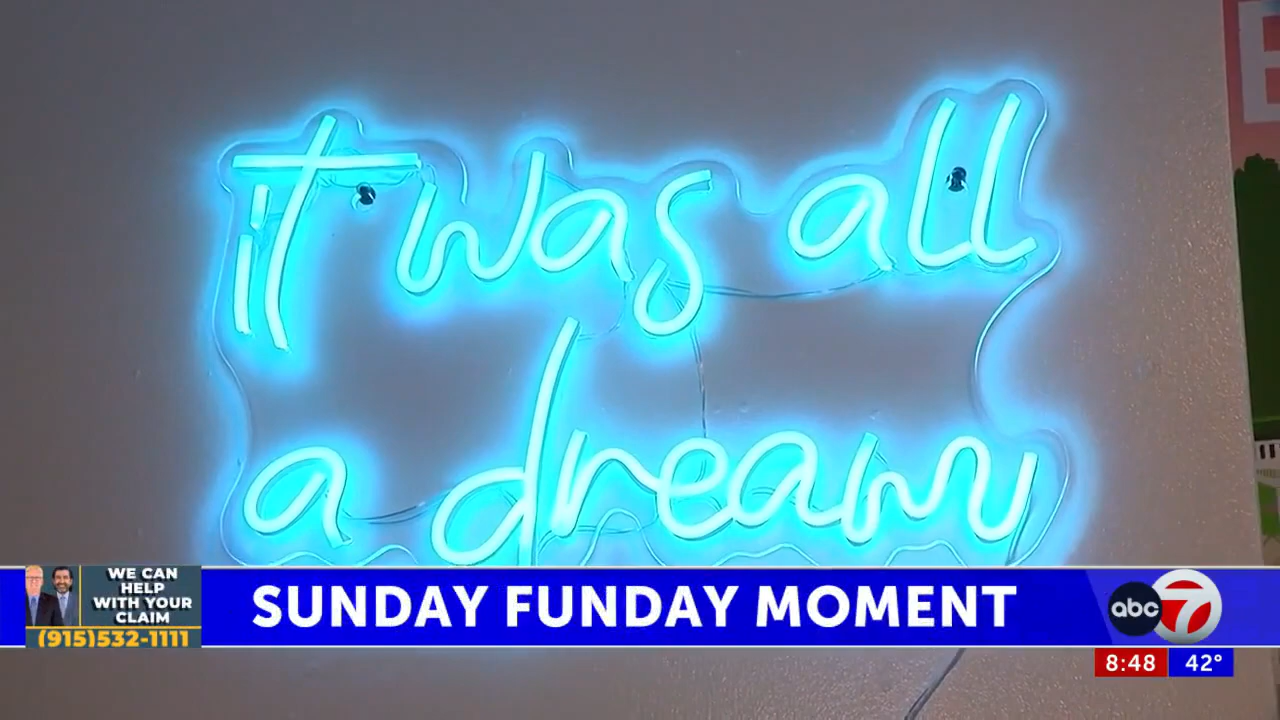 it was all
a dream
WE CAN
HELP
WITH YOUR
CLAIM
(915)532-1111
SUNDAY FUNDAY MOMENT
abc 7
8:48 42°